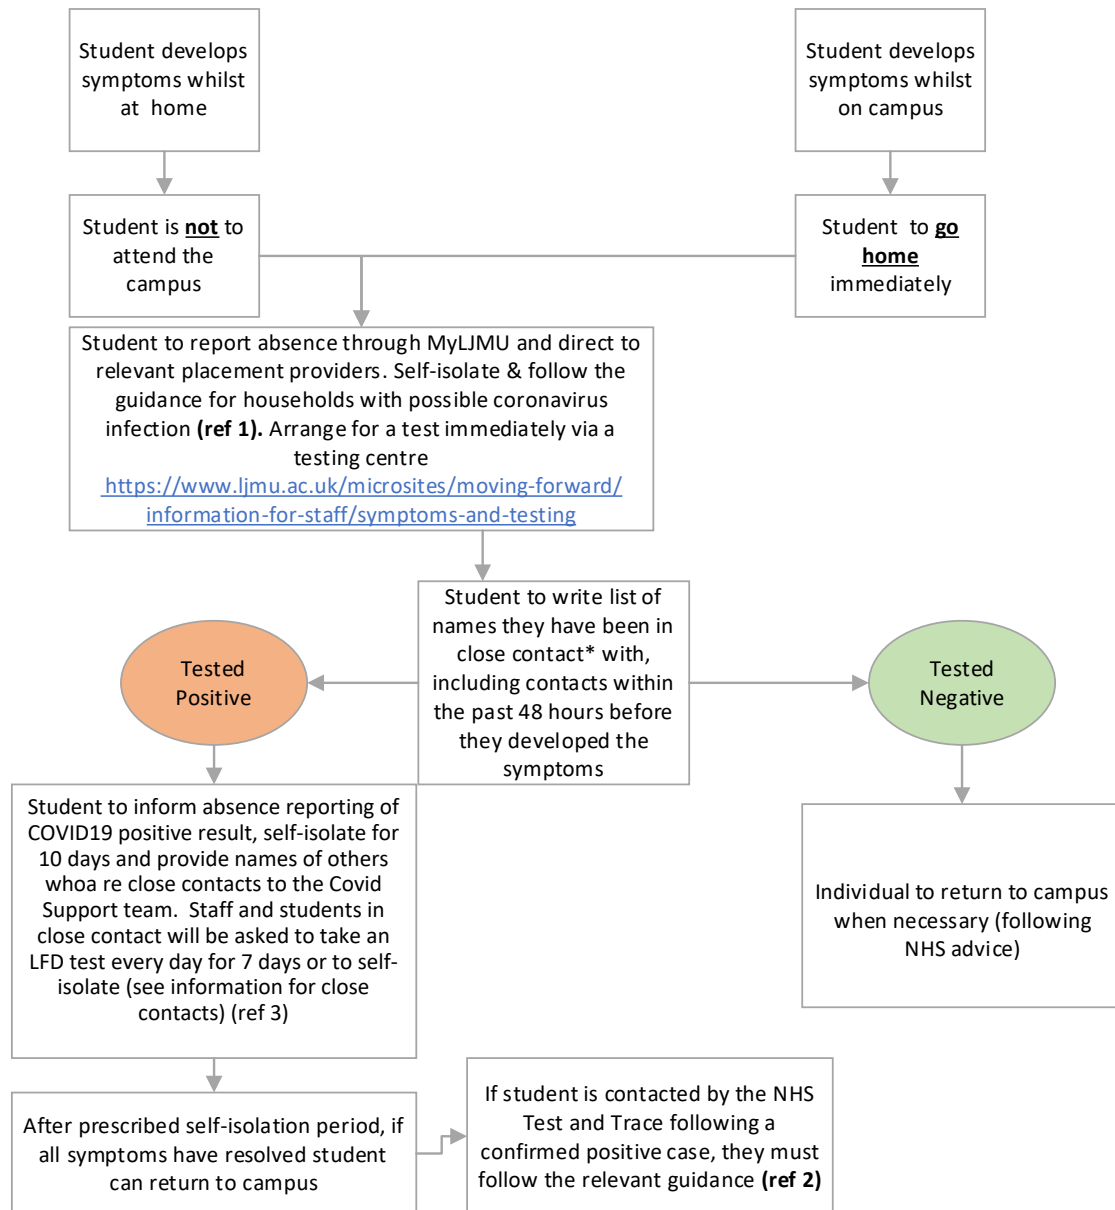 Student develops
symptoms whilst
at home
Student develops
symptoms whilst
on campus
Student is not to
attend the
campus
Student to go
home
immediately
Student to report absence through MyLJMU and direct to
relevant placement providers. Self-isolate & follow the
guidance for households with possible coronavirus
infection (ref 1). Arrange for a test immediately via a
testing centre
https://www.ljmu.ac.uk/microsites/moving-forward/
information-for-staff/symptoms-and-testing
Student to write list of
names they have been in
close contact* with,
including contacts within
the past 48 hours before
they developed the
symptoms
Tested
Positive
Tested
Negative
Student to inform absence reporting of
COVID19 positive result, self-isolate for
10 days and provide names of others
whoa re close contacts to the Covid
Support team. Staff and students in
close contact will be asked to take an
LFD test every day for 7 days or to self-
isolate (see information for close
contacts) (ref 3)
Individual to return to campus
when necessary (following
NHS advice)
After prescribed self-isolation period, if
all symptoms have resolved student
can return to campus
If student is contacted by the NHS
Test and Trace following a
confirmed positive case, they must
follow the relevant guidance (ref 2)